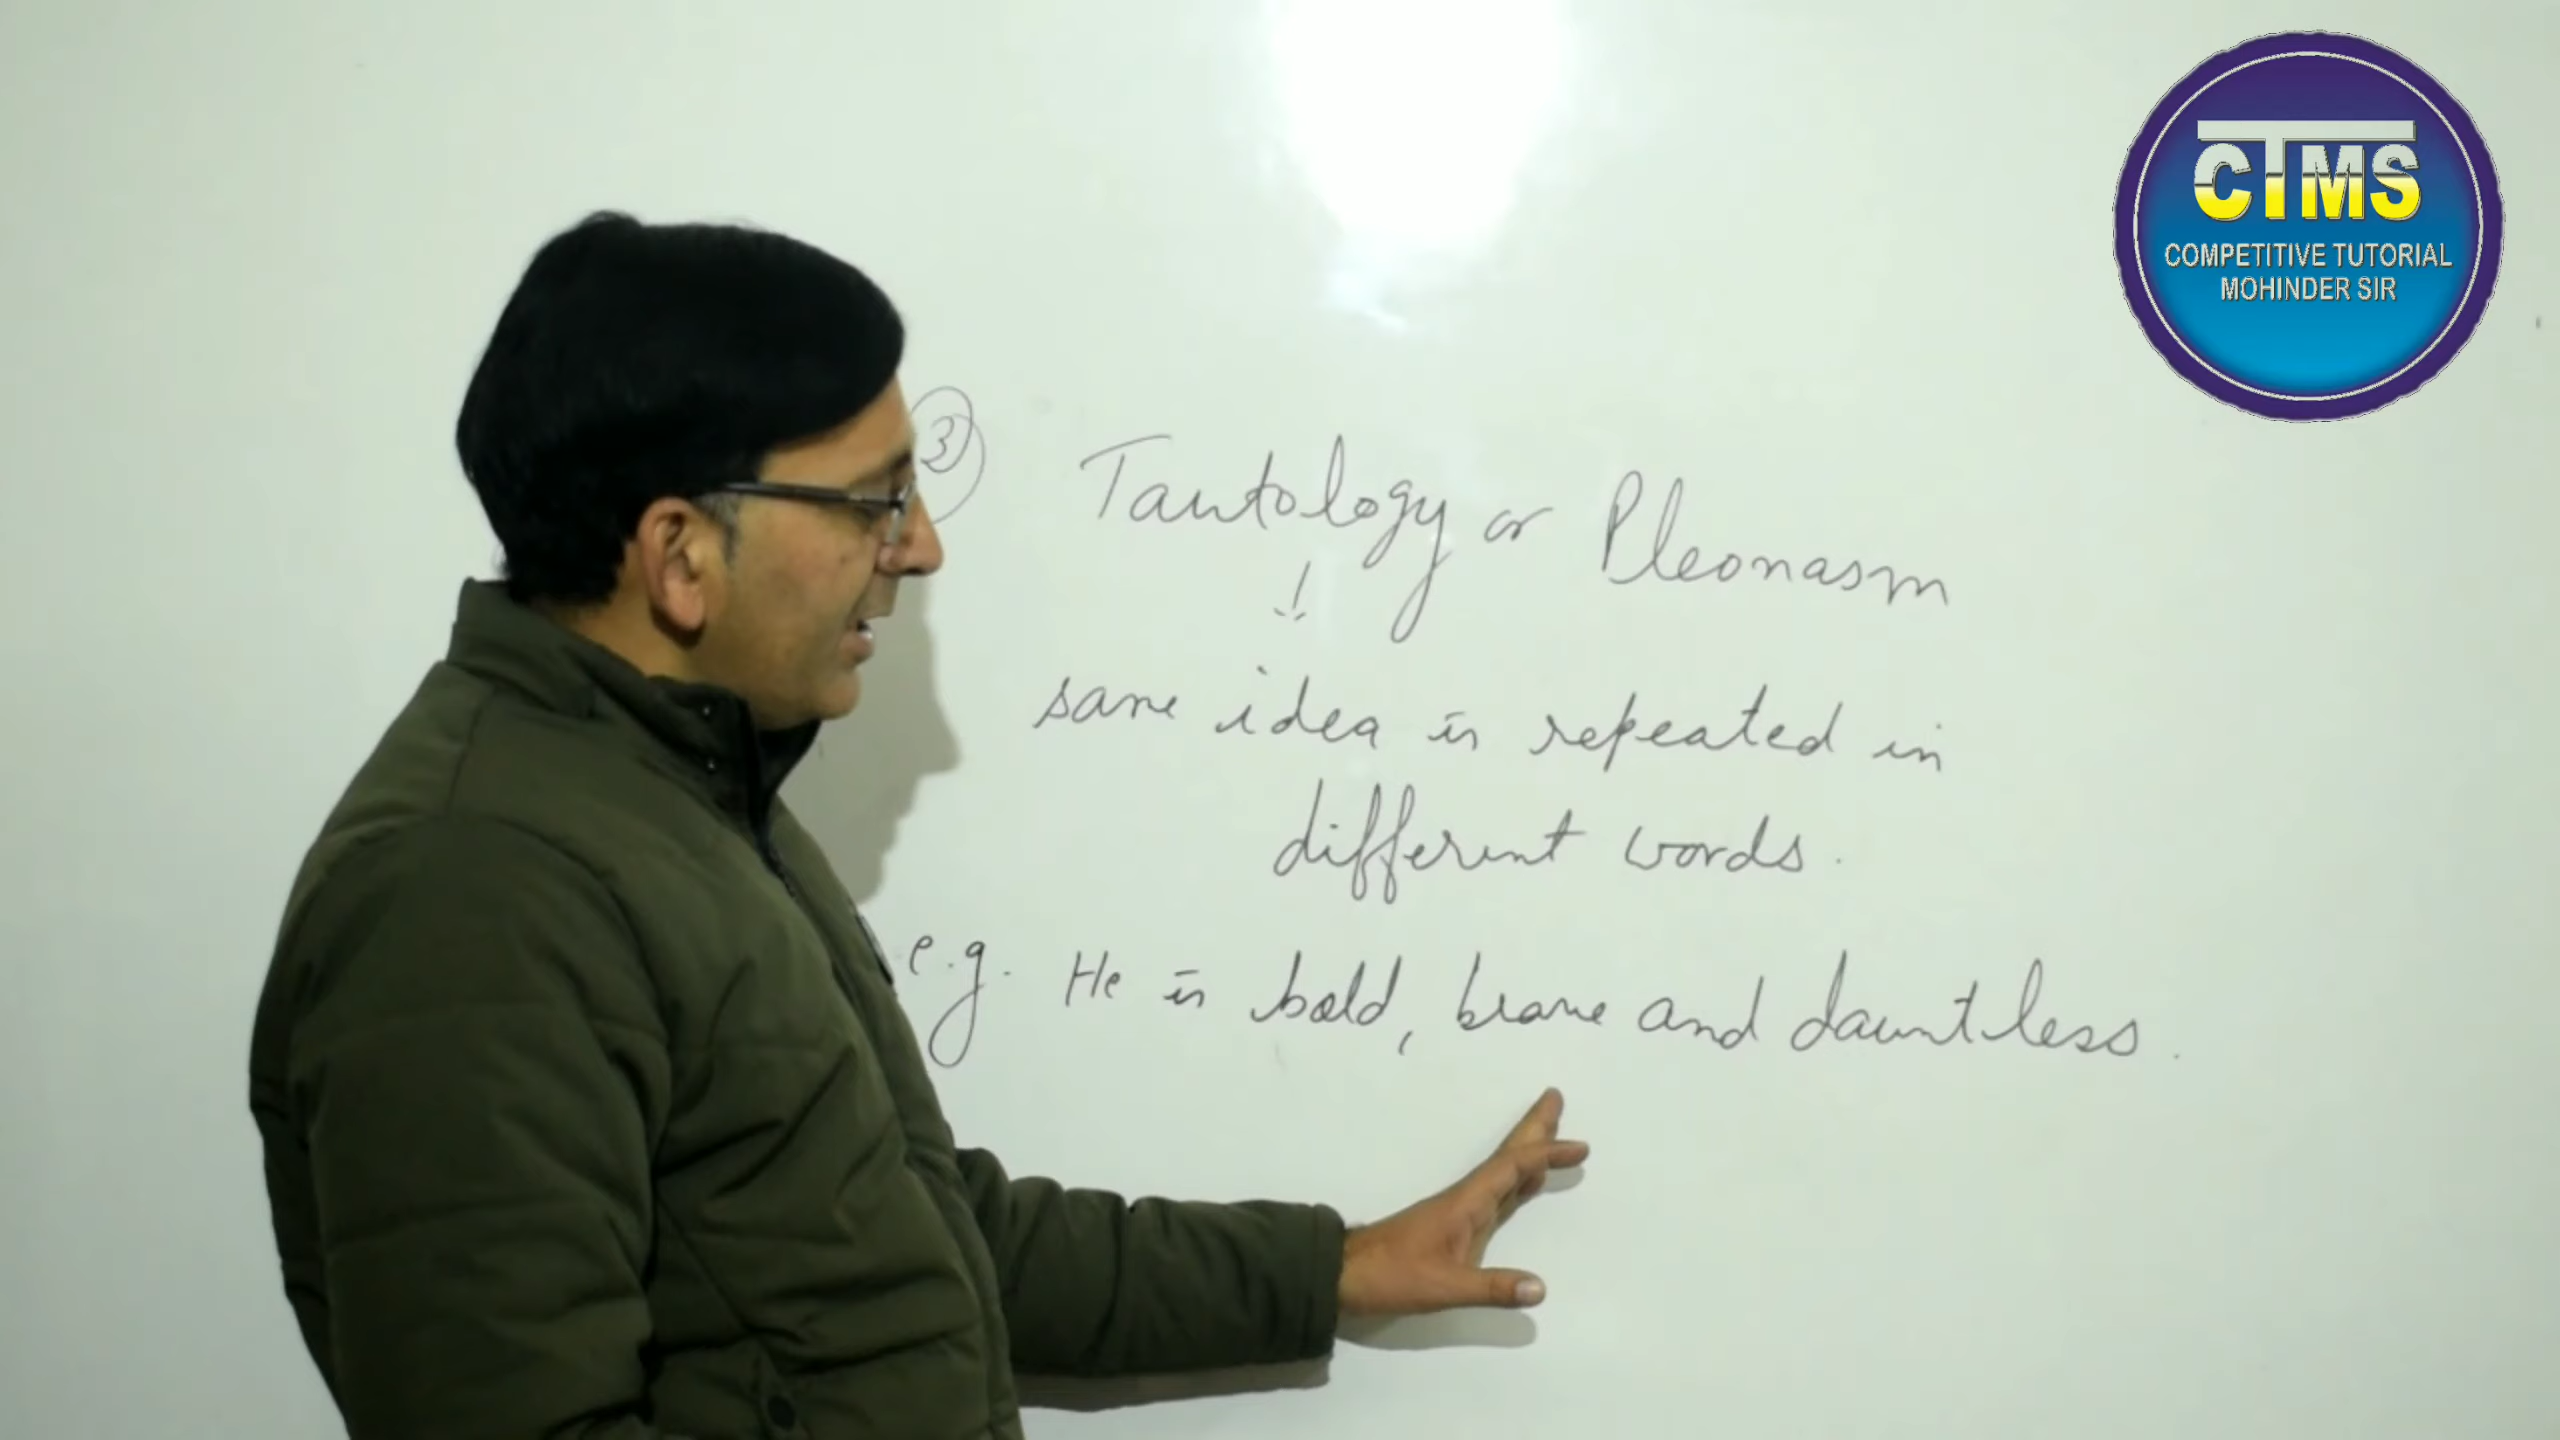 CTMS
COMPETITIVE TUTORIAL
MOHINDER SIR
3
Tautology or Pleonasm
same idea is repeated in
different words.
e.g. He is bold, brave and dauntless.